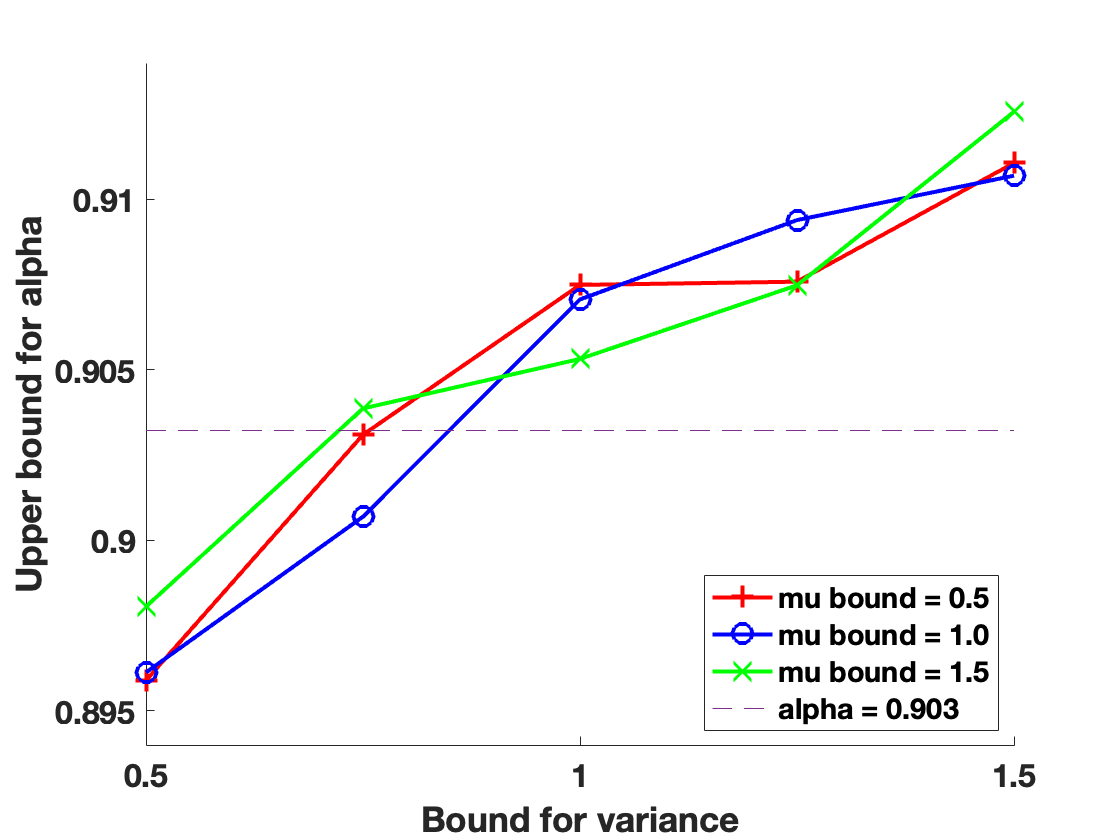 Upper bound for alpha
0.91
0.905
0.9
0.895
0.5
1
1.5
Bound for variance
mu bound = 0.5
mu bound = 1.0
mu bound = 1.5
alpha = 0.903